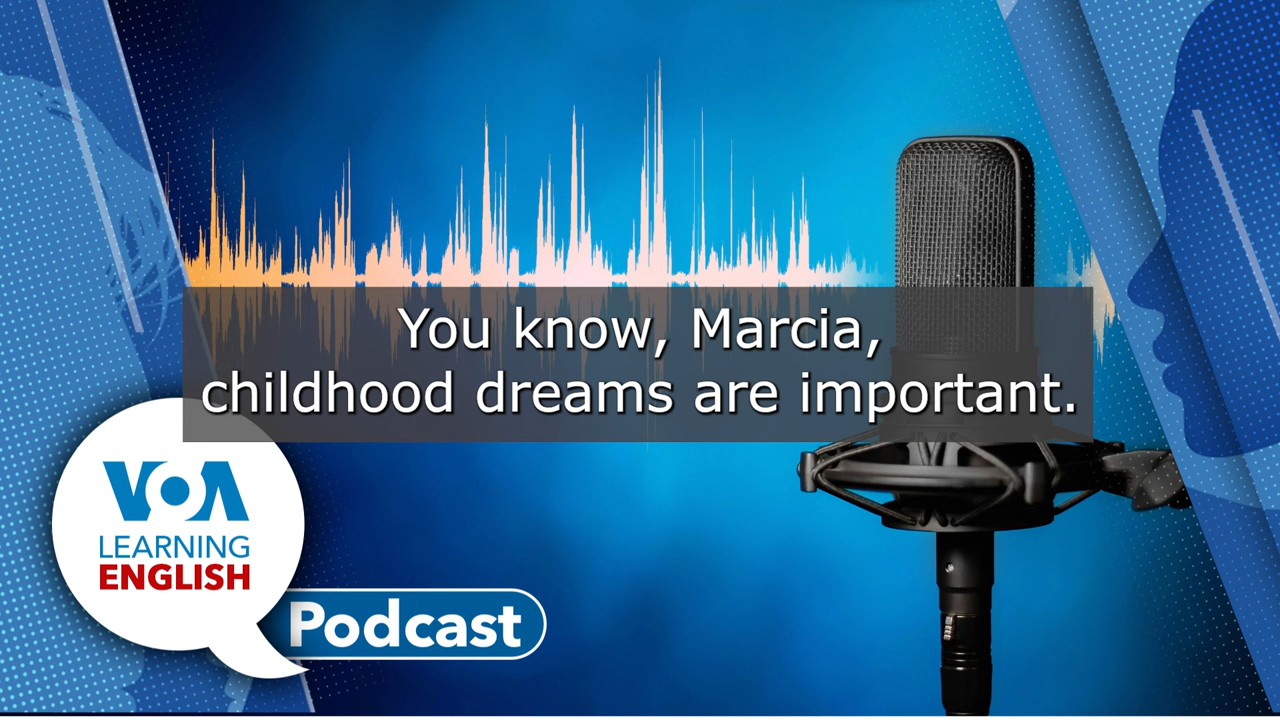 You know, Marcia,
childhood dreams are important.
VOA
LEARNING
ENGLISH
Podcast